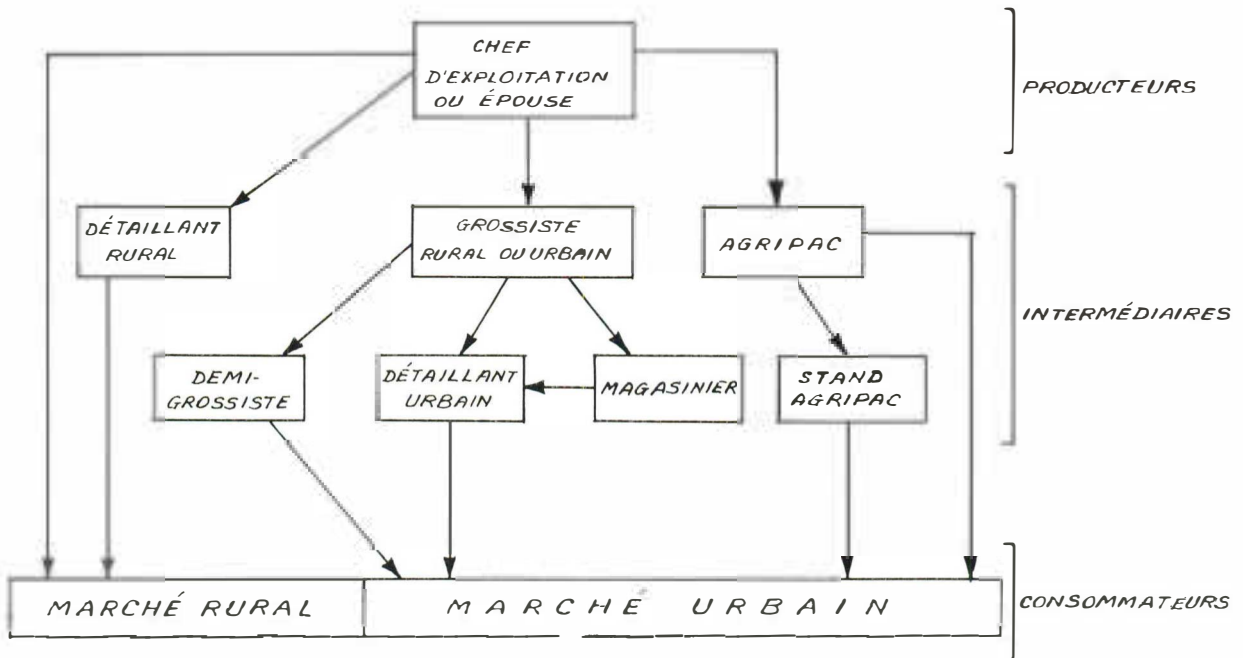 CHEF
D'EXPLOITATION
OU ÉPOUSE
PRODUCTEURS
DÉTAILLANT
RURAL
GROSSISTE
RURAL OU URBAIN
AGRIPAC
INTERMÉDIAIRES
DEMI-
GROSSISTE
DÉTAILLANT
URBAIN
MAGASINIER
STAND
AGRIPAC
MARCHÉ RURAL
MARCHE URBAIN
CONSOMMATEURS